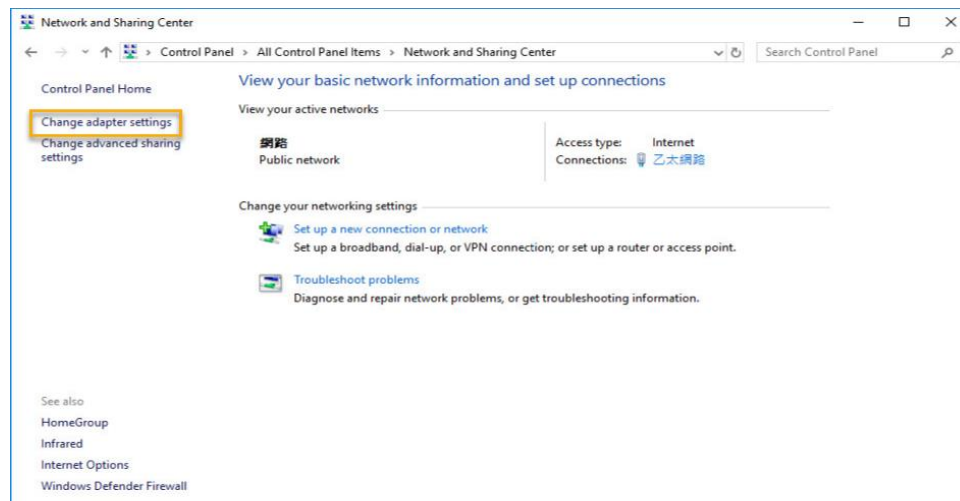 Network and Sharing Center
Control Panel > All Control Panel Items > Network and Sharing Center
Search Control Panel
Control Panel Home
Change adapter settings
Change advanced sharing
settings
View your basic network information and set up connections
View your active networks
網路
Public network
Access type: Internet
Connections: 乙太網路
Change your networking settings
Set up a new connection or network
Set up a broadband, dial-up, or VPN connection; or set up a router or access point.
Troubleshoot problems
Diagnose and repair network problems, or get troubleshooting information.
See also
HomeGroup
Infrared
Internet Options
Windows Defender Firewall